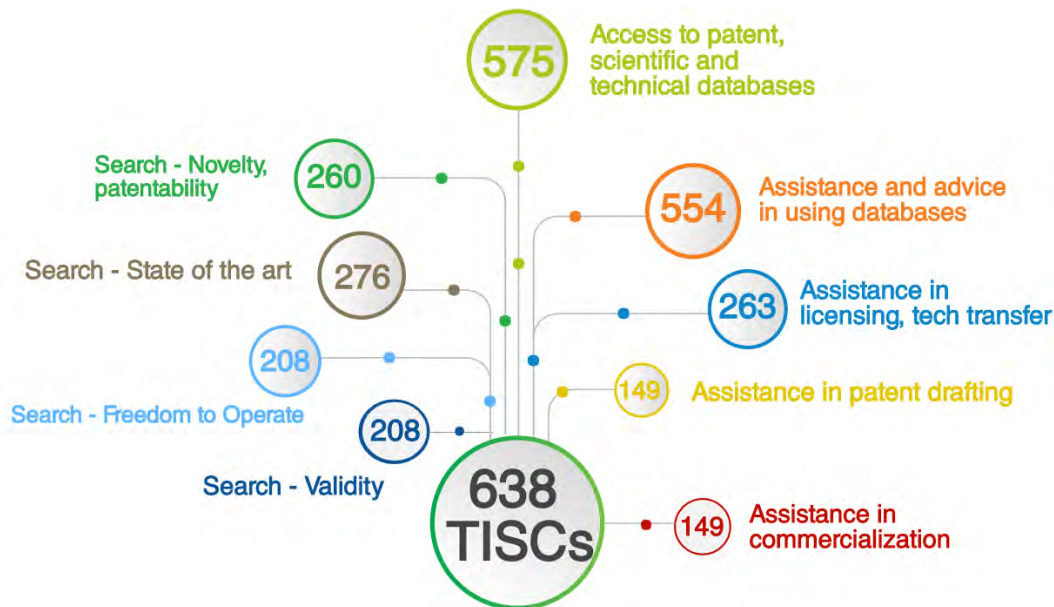 575
Access to patent,
scientific and
technical databases
Search - Novelty,
patentability
260
554
Assistance and advice
in using databases
Search - State of the art
276
263
Assistance in
licensing, tech transfer
208
Search - Freedom to Operate
149
Assistance in patent drafting
208
Search - Validity
638
TISCs
149
Assistance in
commercialization